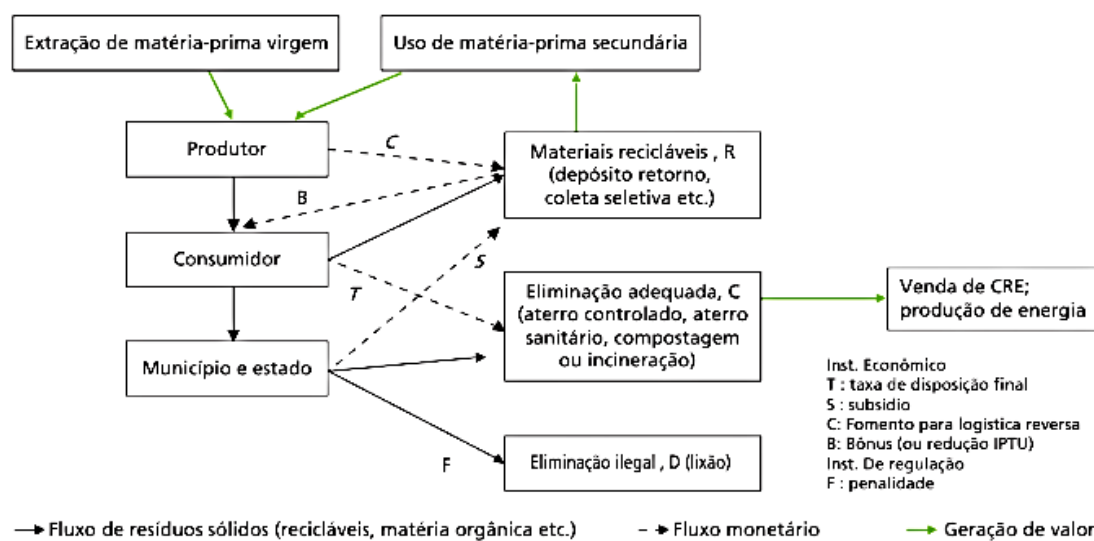 Extração de matéria-prima virgem
Uso de matéria-prima secundária
Produtor
C
Materiais recicláveis , R
(depósito retorno,
coleta seletiva etc.)
B
Consumidor
S
T
Eliminação adequada, C
(aterro controlado, aterro
sanitário, compostagem
ou incineração)
Venda de CRE;
produção de energia
Município e estado
Inst. Econômico
T : taxa de disposição final
S : subsídio
C: Fomento para logística reversa
B: Bônus (ou redução IPTU)
Inst. De regulação
F : penalidade
F
Eliminação ilegal , D (lixão)
Fluxo de resíduos sólidos (recicláveis, matéria orgânica etc.)
Fluxo monetário
Geração de valor